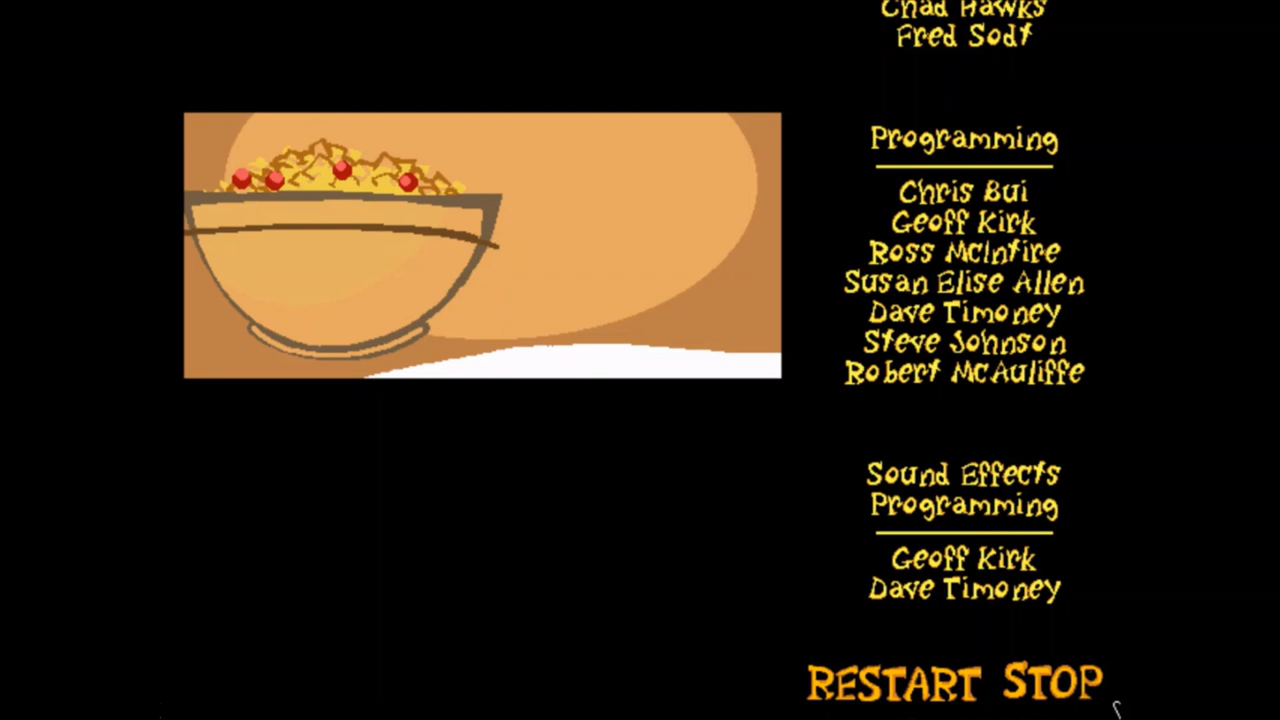 Chad Hawks
Fred Sodt
Programming
Chris Bui
Geoff Kirk
Ross McIntire
Susan Elise Allen
Dave Timoney
Steve Johnson
Robert McAuliffe
Sound Effects
Programming
Geoff Kirk
Dave Timoney
RESTART STOP